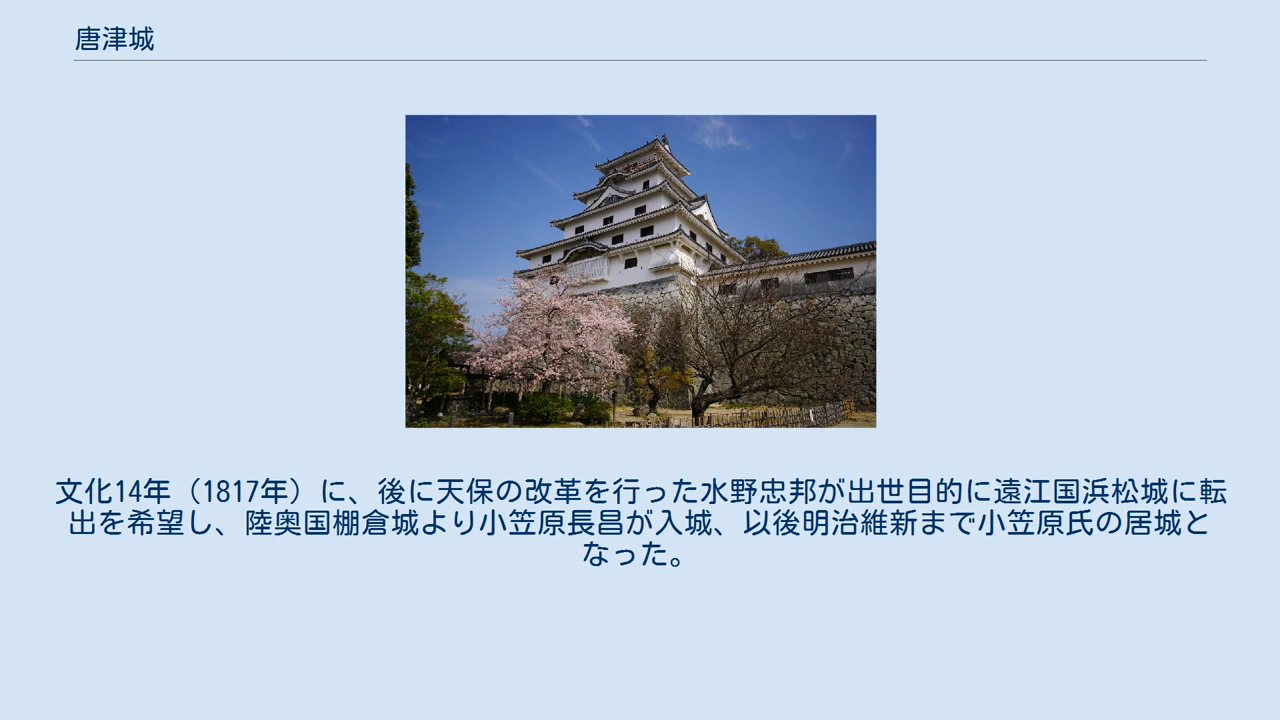 唐津城
文化14年（1817年）に、後に天保の改革を行った水野忠邦が出世目的に遠江国浜松城に転
出を希望し、陸奥国棚倉城より小笠原長昌が入城、以後明治維新まで小笠原氏の居城と
なった。